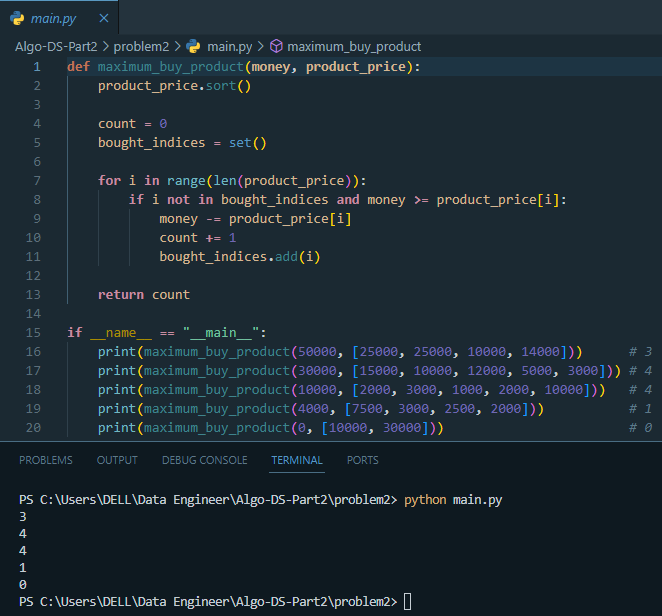 main.py ×
Algo-DS-Part2 > problem2 > main.py > maximum_buy_product
1 def maximum_buy_product(money, product_price):
2     product_price.sort()
3
4     count = 0
5     bought_indices = set()
6
7     for i in range(len(product_price)):
8         if i not in bought_indices and money >= product_price[i]:
9             money -= product_price[i]
10             count += 1
11             bought_indices.add(i)
12
13     return count
14
15 if __name__ == "__main__":
16     print(maximum_buy_product(50000, [25000, 25000, 10000, 14000]))      # 3
17     print(maximum_buy_product(30000, [15000, 10000, 12000, 5000, 3000])) # 4
18     print(maximum_buy_product(10000, [2000, 3000, 1000, 2000, 10000]))   # 4
19     print(maximum_buy_product(4000, [7500, 3000, 2500, 2000]))           # 1
20     print(maximum_buy_product(0, [10000, 30000]))                        # 0
PROBLEMS OUTPUT DEBUG CONSOLE TERMINAL PORTS
PS C:\Users\DELL\Data Engineer\Algo-DS-Part2\problem2> python main.py
3
4
4
1
0
PS C:\Users\DELL\Data Engineer\Algo-DS-Part2\problem2>